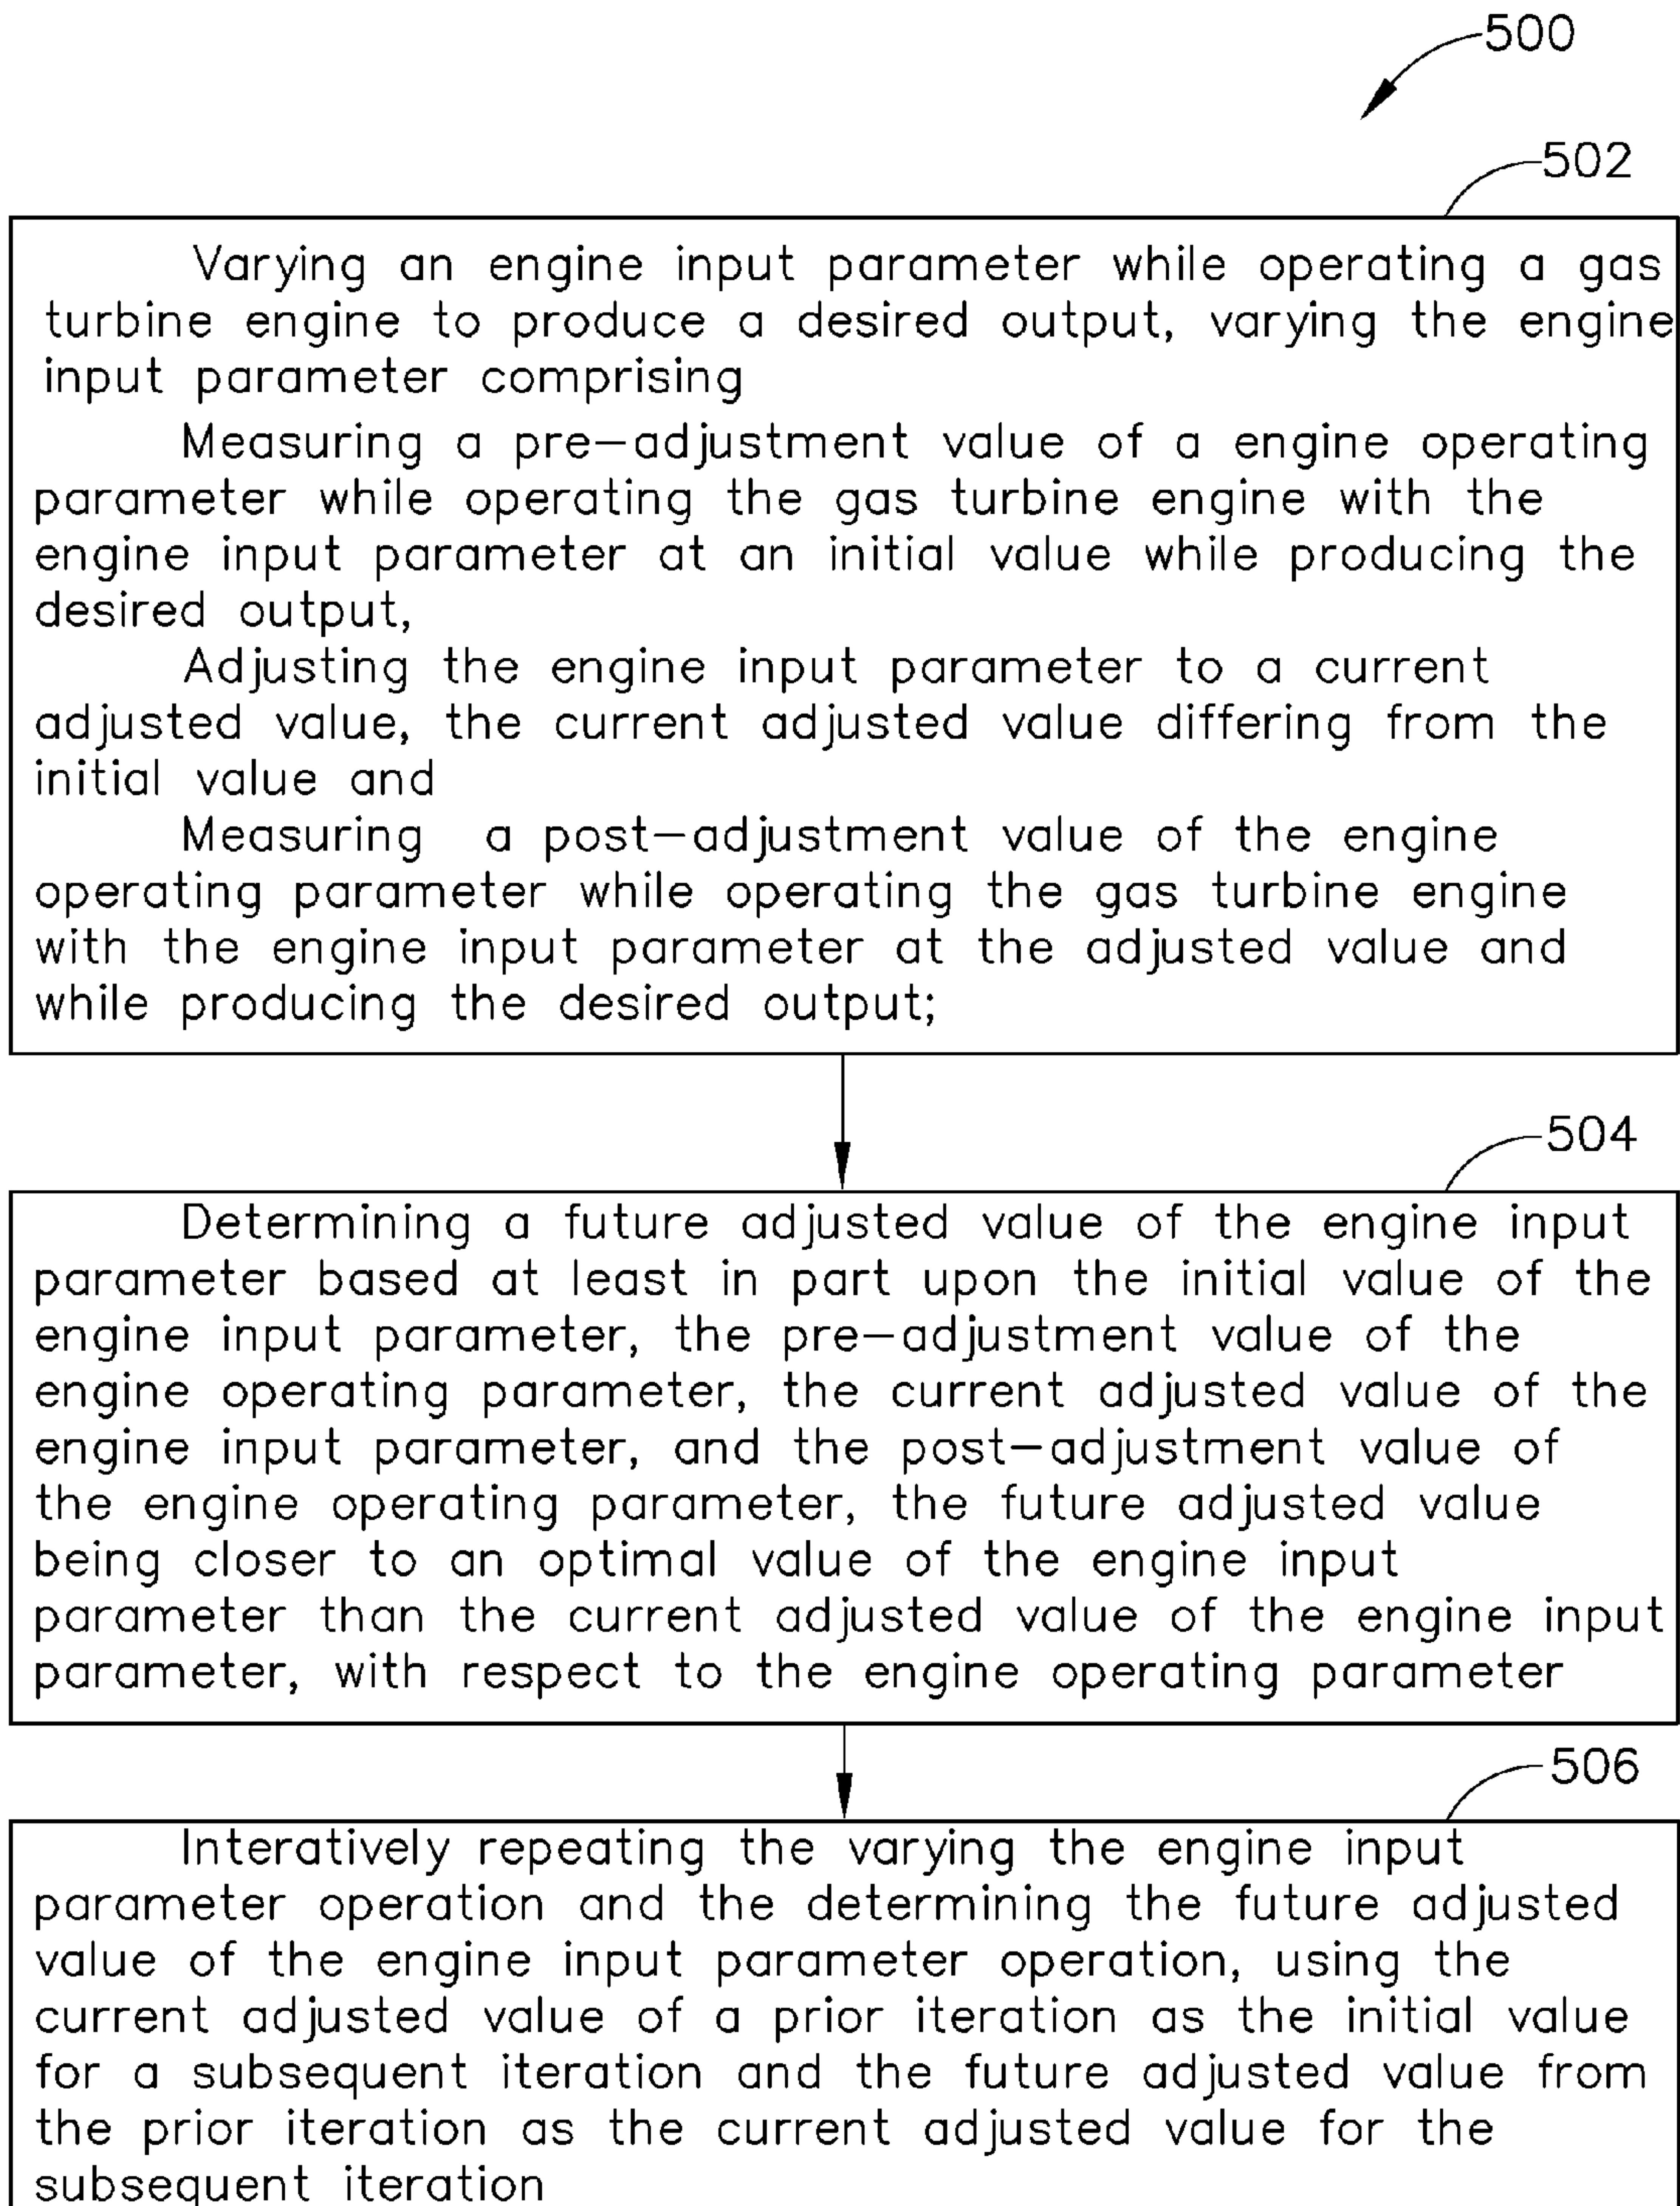 500
502
Varying an engine input parameter while operating a gas
turbine engine to produce a desired output, varying the engine
input parameter comprising
Measuring a pre-adjustment value of a engine operating
parameter while operating the gas turbine engine with the
engine input parameter at an initial value while producing the
desired output,
Adjusting the engine input parameter to a current
adjusted value, the current adjusted value differing from the
initial value and
Measuring a post-adjustment value of the engine
operating parameter while operating the gas turbine engine
with the engine input parameter at the adjusted value and
while producing the desired output;
504
Determining a future adjusted value of the engine input
parameter based at least in part upon the initial value of the
engine input parameter, the pre-adjustment value of the
engine operating parameter, the current adjusted value of the
engine input parameter, and the post-adjustment value of
the engine operating parameter, the future adjusted value
being closer to an optimal value of the engine input
parameter than the current adjusted value of the engine input
parameter, with respect to the engine operating parameter
506
Interatively repeating the varying the engine input
parameter operation and the determining the future adjusted
value of the engine input parameter operation, using the
current adjusted value of a prior iteration as the initial value
for a subsequent iteration and the future adjusted value from
the prior iteration as the current adjusted value for the
subsequent iteration